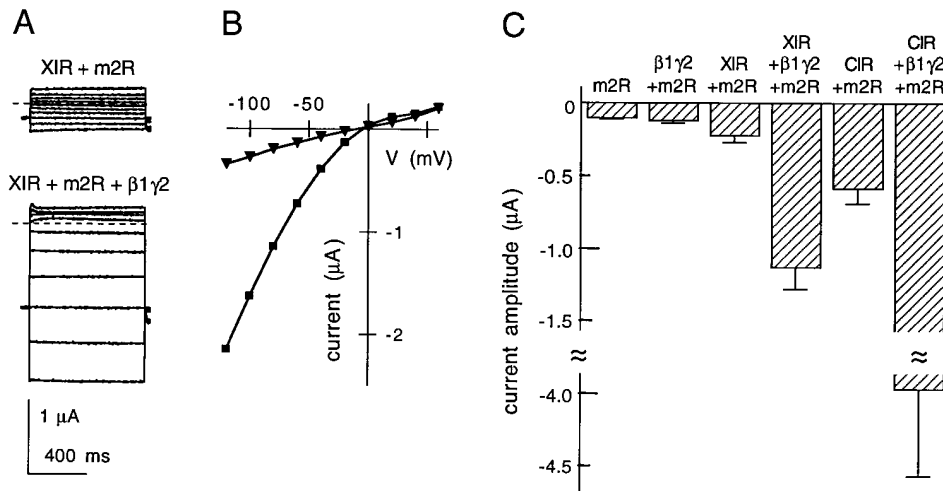 A
XIR + m2R
XIR + m2R + β1γ2
1 μA
400 ms
B
-100
-50
V (mV)
-1
-2
current (μA)
C
m2R
β1γ2
+m2R
XIR
+m2R
XIR
+β1γ2
+m2R
CIR
+m2R
CIR
+β1γ2
+m2R
0
-0.5
-1.0
-1.5
≈
≈
-4.0
-4.5
current amplitude (μA)